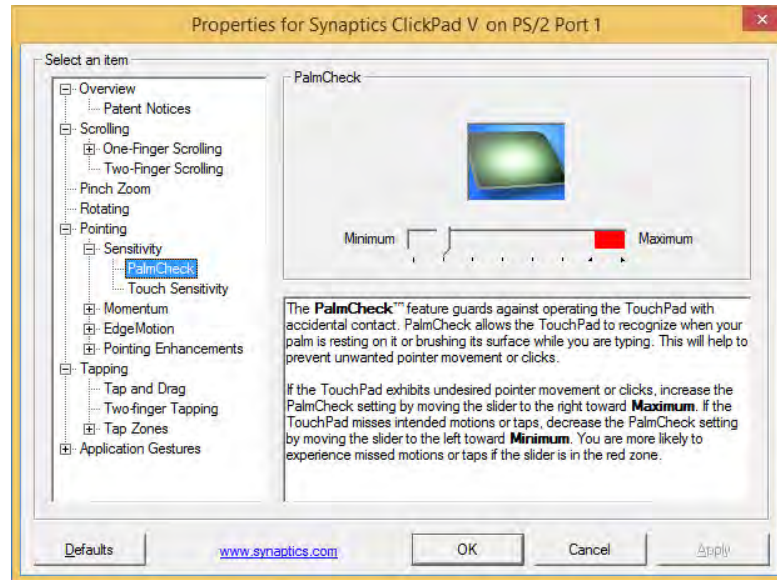 Properties for Synaptics ClickPad V on PS/2 Port 1
Select an item
Overview
Patent Notices
Scrolling
One-Finger Scrolling
Two-Finger Scrolling
Pinch Zoom
Rotating
Pointing
Sensitivity
PalmCheck
Touch Sensitivity
Momentum
EdgeMotion
Pointing Enhancements
Tapping
Tap and Drag
Two-finger Tapping
Tap Zones
Application Gestures
PalmCheck
Minimum Maximum
The PalmCheck™ feature guards against operating the TouchPad with
accidental contact. PalmCheck allows the TouchPad to recognize when your
palm is resting on it or brushing its surface while you are typing. This will help to
prevent unwanted pointer movement or clicks.
If the TouchPad exhibits undesired pointer movement or clicks, increase the
PalmCheck setting by moving the slider to the right toward Maximum. If the
TouchPad misses intended motions or taps, decrease the PalmCheck setting
by moving the slider to the left toward Minimum. You are more likely to
experience missed motions or taps if the slider is in the red zone.
Defaults www.synaptics.com OK Cancel Apply